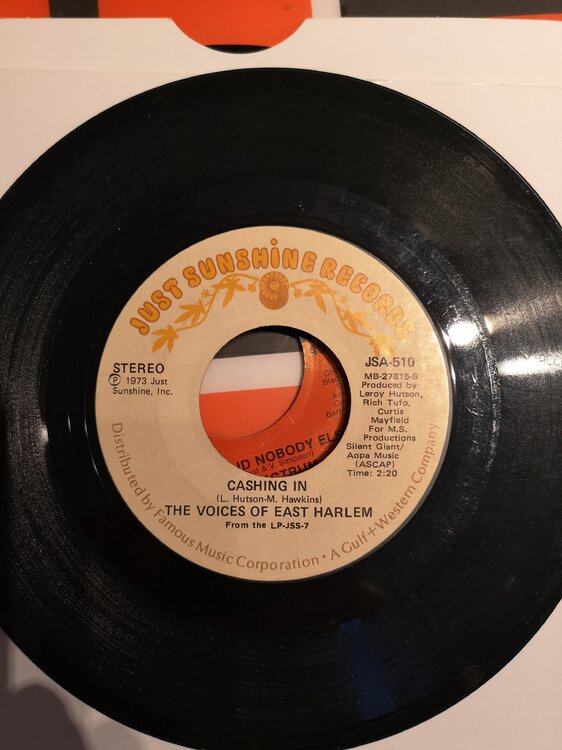 JUST SUNSHINE RECORDS
STEREO
Ⓟ 1973 Just
Sunshine, Inc.
JSA-510
MB-27815-S
Produced by
Leroy Hutson,
Rich Tufo,
Curtis
Mayfield
For M.S.
Productions
Silent Giant/
Aopa Music
(ASCAP)
Time: 2:20
NOBODY
V. Simpson)
CASHING IN
(L. Hutson-M. Hawkins)
THE VOICES OF EAST HARLEM
From the LP-JSS-7
Distributed by Famous Music Corporation • A Gulf+Western Company